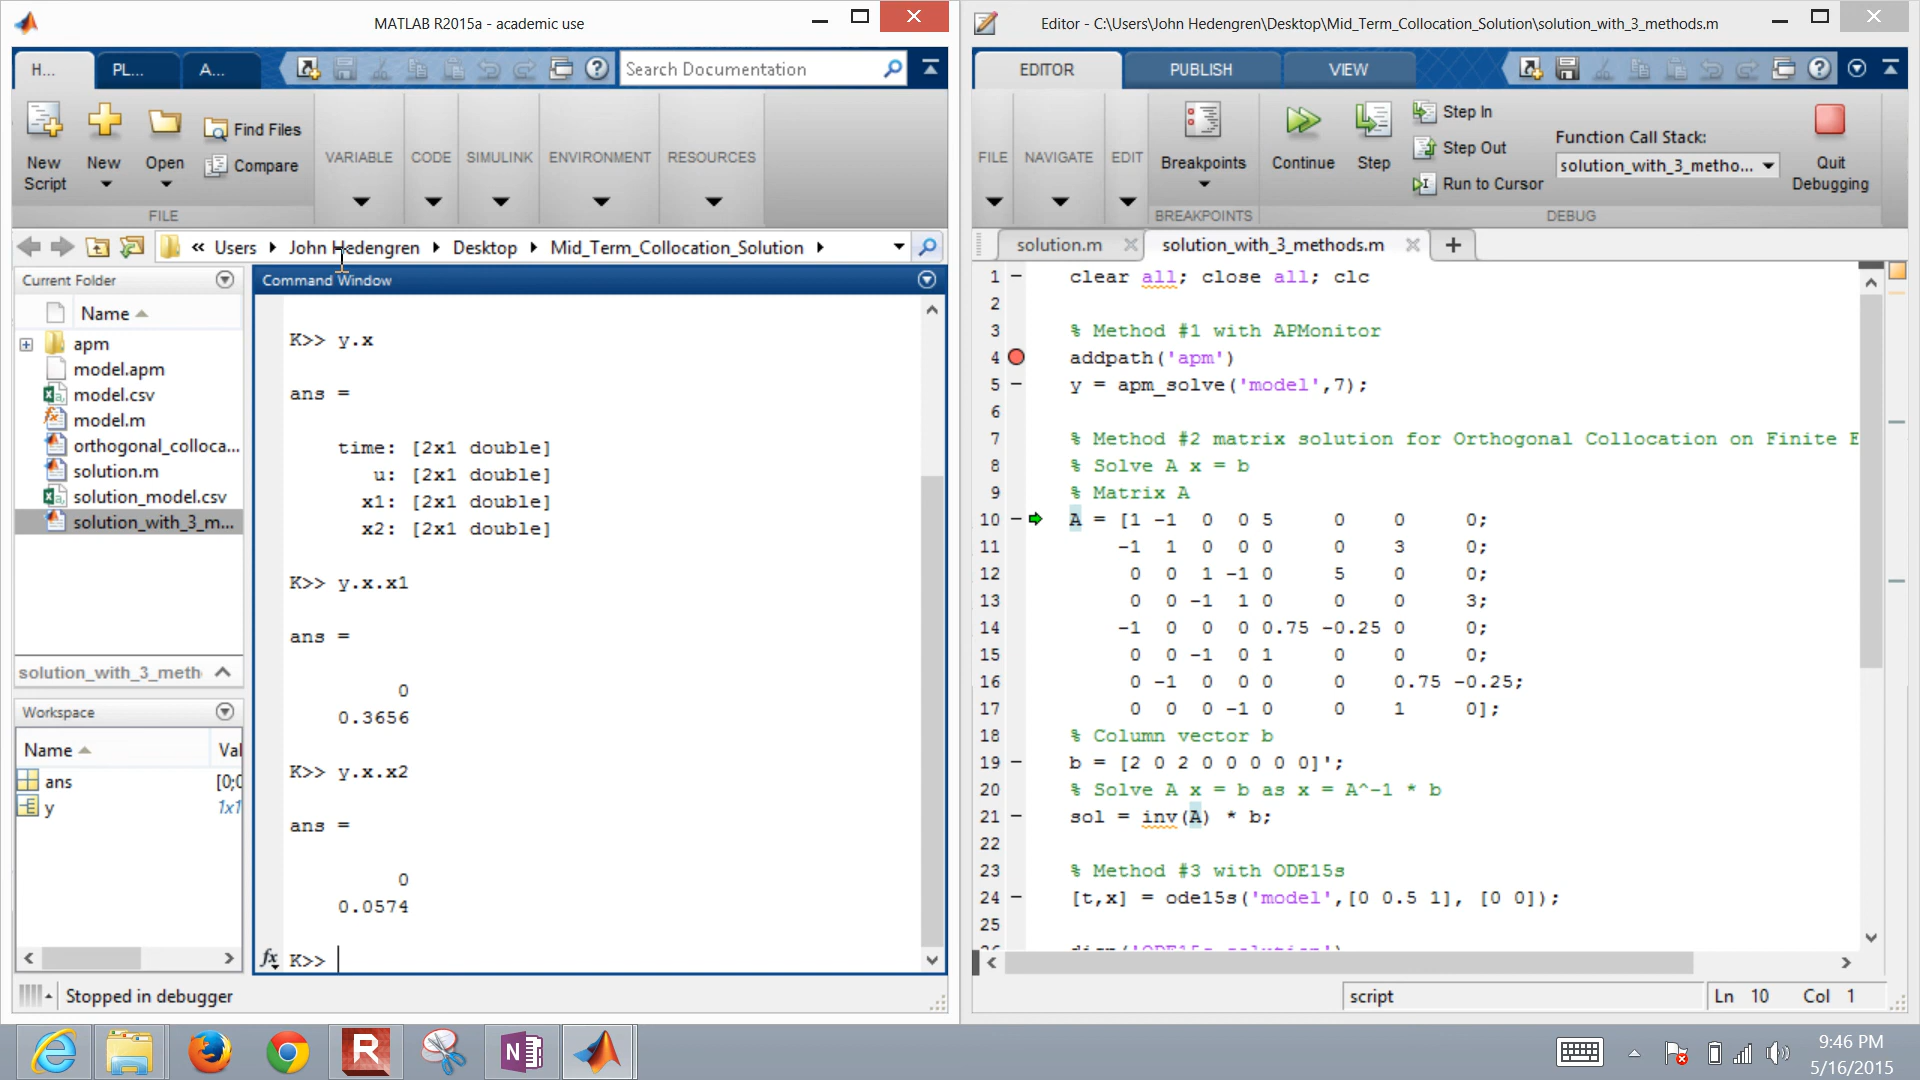 MATLAB R2015a - academic use
H...
PL...
A...
Search Documentation
New Script
New
Open
Find Files
Compare
VARIABLE
CODE
SIMULINK
ENVIRONMENT
RESOURCES
FILE
« Users John Hedengren Desktop Mid_Term_Collocation_Solution
Current Folder
Name
apm
model.apm
model.csv
model.m
orthogonal_colloca...
solution.m
solution_model.csv
solution_with_3_m...
solution_with_3_meth
Workspace
Name Val
ans [0;0
y 1x1
Command Window
K>> y.x
ans =
time: [2x1 double]
u: [2x1 double]
x1: [2x1 double]
x2: [2x1 double]
K>> y.x.x1
ans =
0
0.3656
K>> y.x.x2
ans =
0
0.0574
fx K>>
Stopped in debugger
Editor - C:\Users\John Hedengren\Desktop\Mid_Term_Collocation_Solution\solution_with_3_methods.m
EDITOR
PUBLISH
VIEW
FILE
NAVIGATE
EDIT
Breakpoints
BREAKPOINTS
Continue
Step
Step In
Step Out
Run to Cursor
Function Call Stack:
solution_with_3_metho...
Quit Debugging
DEBUG
solution.m
solution_with_3_methods.m
1 clear all; close all; clc
2
3 % Method #1 with APMonitor
4 addpath('apm')
5 y = apm_solve('model',7);
6
7 % Method #2 matrix solution for Orthogonal Collocation on Finite E
8 % Solve A x = b
9 % Matrix A
10 A = [1 -1 0 0 5 0 0 0;
11 -1 1 0 0 0 0 3 0;
12 0 0 1 -1 0 5 0 0;
13 0 0 -1 1 0 0 0 3;
14 -1 0 0 0 0.75 -0.25 0 0;
15 0 0 -1 0 1 0 0 0;
16 0 -1 0 0 0 0 0.75 -0.25;
17 0 0 0 -1 0 0 1 0];
18 % Column vector b
19 b = [2 0 2 0 0 0 0 0]';
20 % Solve A x = b as x = A^-1 * b
21 sol = inv(A) * b;
22
23 % Method #3 with ODE15s
24 [t,x] = ode15s('model',[0 0.5 1], [0 0]);
25
script
Ln 10 Col 1
9:46 PM
5/16/2015